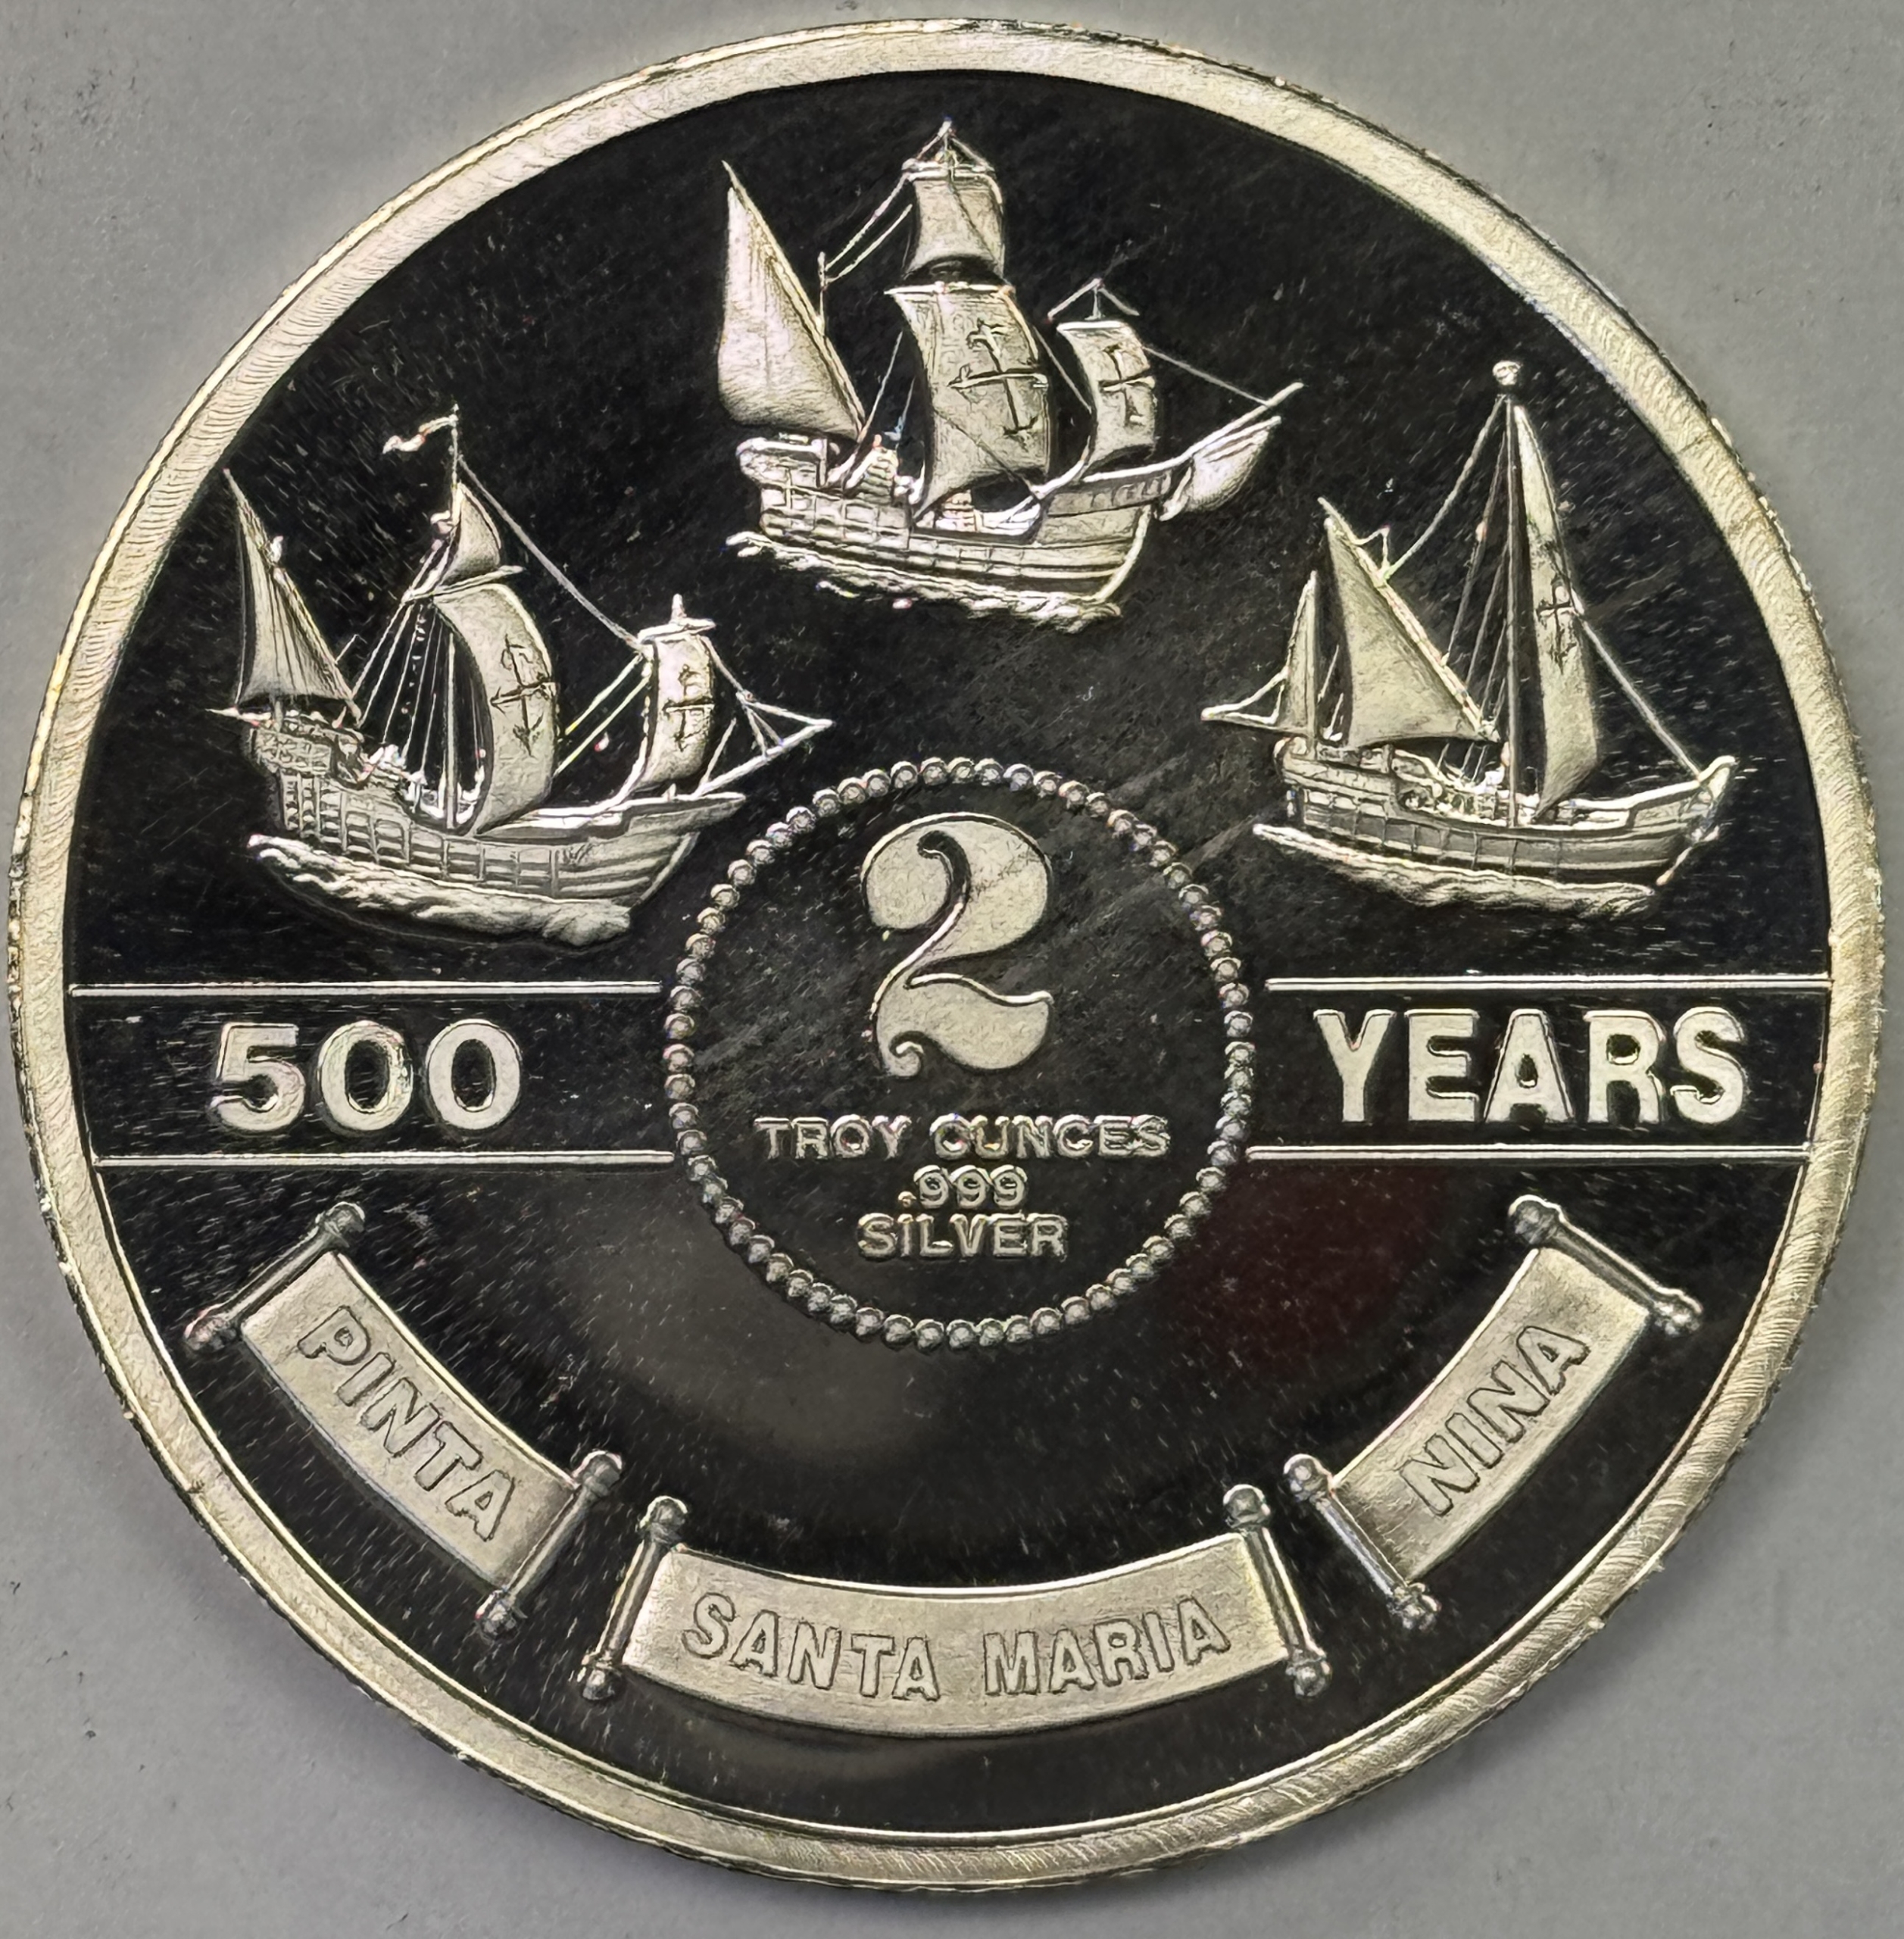 2
500
YEARS
TROY OUNCES
.999
SILVER
PINTA
SANTA MARIA
NINA